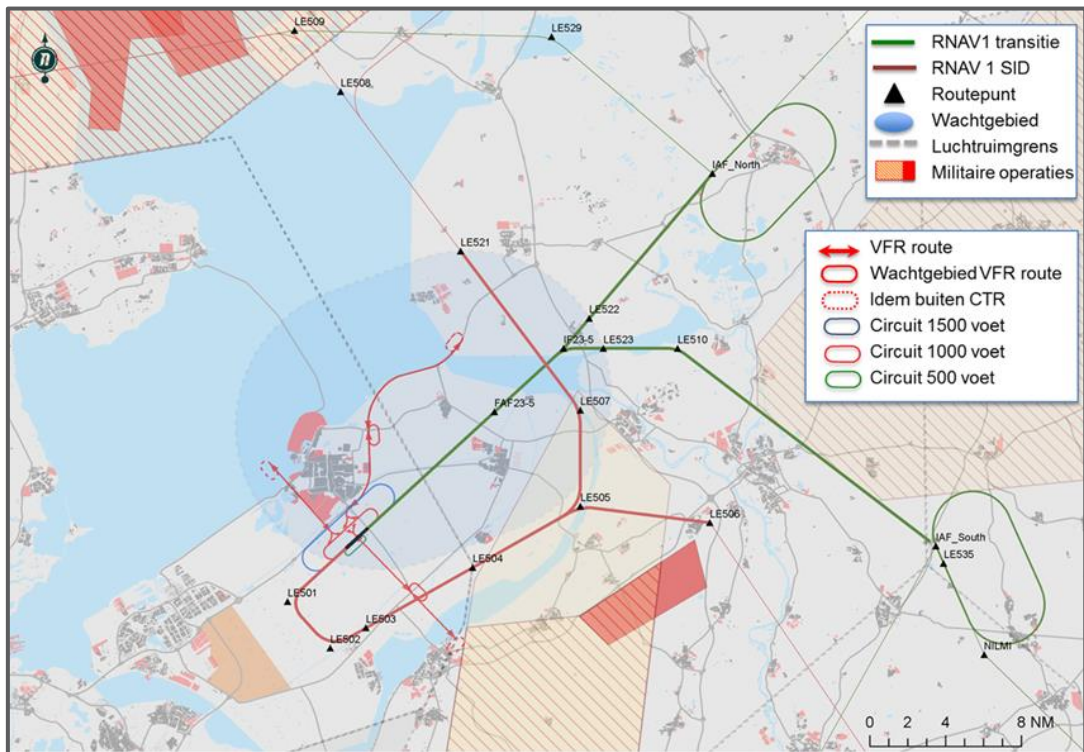 LE509
LE529
n
LE508
RNAV1 transitie
RNAV 1 SID
Routepunt
Wachtgebied
Luchtruimgrens
Militaire operaties
IAF_North
LE521
VFR route
Wachtgebied VFR route
Idem buiten CTR
Circuit 1500 voet
Circuit 1000 voet
Circuit 500 voet
LE522
IF23-5
LE523
LE510
FAF23-5
LE507
LE505
LE506
IAF_South
LE535
LE504
LE501
LE503
LE502
NILMI
0 2 4 8 NM